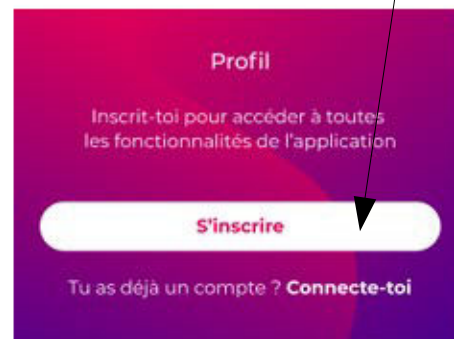 Profil
Inscrit-toi pour accéder à toutes
les fonctionnalités de l'application
S'inscrire
Tu as déjà un compte ? Connecte-toi